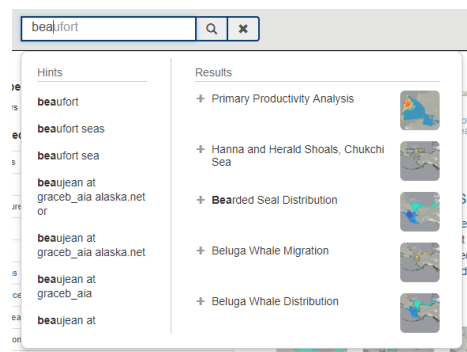 beaufort
Hints
beaufort
beaufort seas
beaufort sea
beaujean at
graceb_aia alaska.net
or
beaujean at
graceb_aia alaska.net
beaujean at
graceb_aia
beaujean at
Results
+ Primary Productivity Analysis
+ Hanna and Herald Shoals, Chukchi
Sea
+ Bearded Seal Distribution
+ Beluga Whale Migration
+ Beluga Whale Distribution